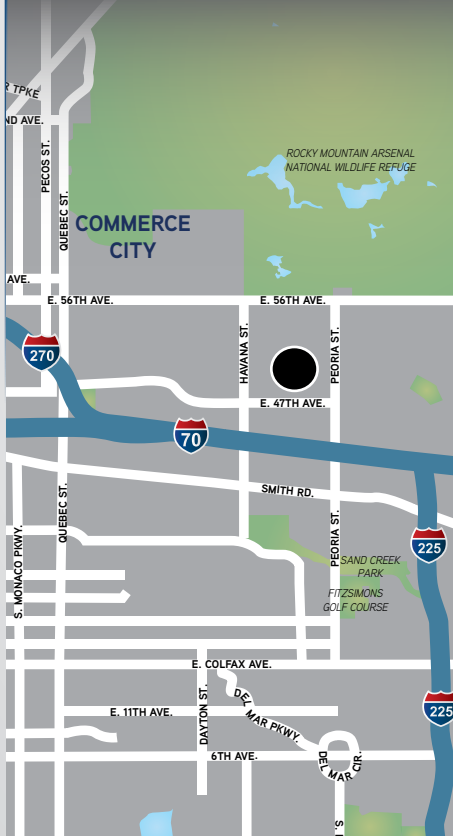 R TPKE
ND AVE.
PECOS ST.
QUEBEC ST.
ROCKY MOUNTAIN ARSENAL
NATIONAL WILDLIFE REFUGE
COMMERCE
CITY
AVE.
E. 56TH AVE.
E. 56TH AVE.
270
HAVANA ST.
PEORIA ST.
E. 47TH AVE.
70
SMITH RD.
QUEBEC ST.
S. MONACO PKWY.
PEORIA ST.
225
SAND CREEK
PARK
FITZSIMONS
GOLF COURSE
E. COLFAX AVE.
DAYTON ST.
DEL MAR PKWY.
E. 11TH AVE.
225
6TH AVE.
DEL MAR CIR.
S.